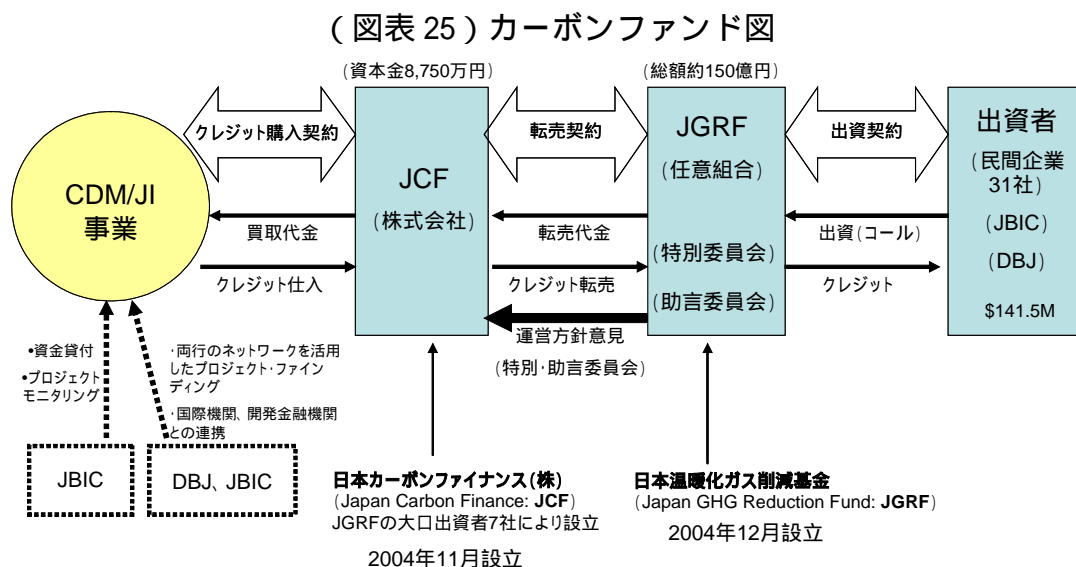 (図表 25)カーボンファンド図
(資本金8,750万円)
(総額約150億円)
クレジット購入契約
転売契約
出資契約
CDM/JI
事業
JCF
(株式会社)
JGRF
(任意組合)
(特別委員会)
(助言委員会)
出資者
(民間企業
31社)
(JBIC)
(DBJ)
$141.5M
買取代金
転売代金
出資(コール)
クレジット仕入
クレジット転売
クレジット
運営方針意見
(特別・助言委員会)
•資金貸付
•プロジェクト
モニタリング
・両行のネットワークを活用
したプロジェクト・ファイン
ディング
・国際機関、開発金融機関
との連携
JBIC
DBJ、JBIC
日本カーボンファイナンス(株)
(Japan Carbon Finance: JCF)
JGRFの大口出資者7社により設立
2004年11月設立
日本温暖化ガス削減基金
(Japan GHG Reduction Fund: JGRF)
2004年12月設立